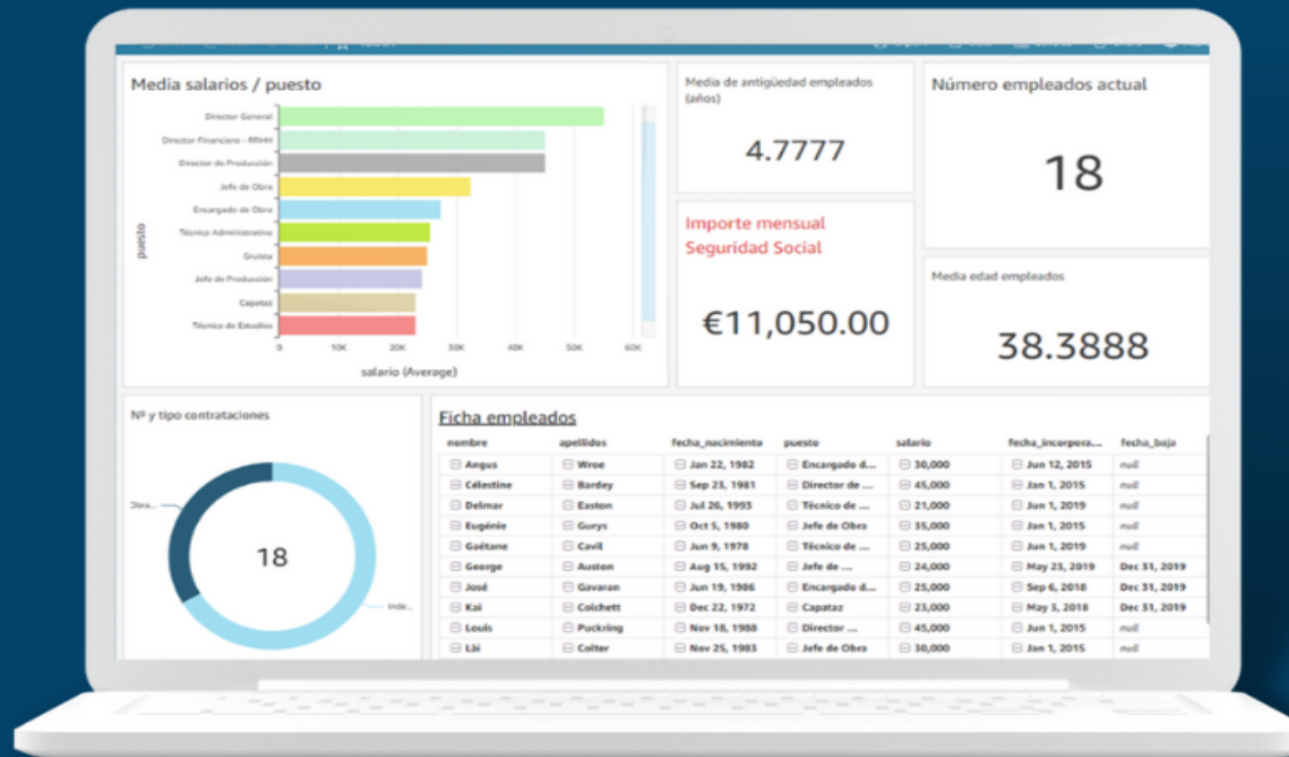 Media salarios / puesto
Director General
Director Financiero - RRHH
Director de Producción
Jefe de Obra
Encargado de Obra
Técnico Administrativo
Gruista
Jefe de Producción
Capataz
Técnico de Estudios
puesto
0 10K 20K 30K 40K 50K 60K
salario (Average)
Media de antigüedad empleados
(años)
4.7777
Número empleados actual
18
Importe mensual
Seguridad Social
€11,050.00
Media edad empleados
38.3888
Nº y tipo contrataciones
Obra...
18
Inde...
Ficha empleados
nombre apellidos fecha_nacimiento puesto salario fecha_incorpora... fecha_baja
Angus Wroe Jan 22, 1982 Encargado d... 30,000 Jun 12, 2015 null
Célestine Bardey Sep 23, 1981 Director de ... 45,000 Jan 1, 2015 null
Delmar Easton Jul 26, 1993 Técnico de ... 21,000 Jun 1, 2019 null
Eugénie Gurys Oct 5, 1980 Jefe de Obra 35,000 Jan 1, 2015 null
Gaétane Cavil Jun 9, 1978 Técnico de ... 25,000 Jun 1, 2019 null
George Auston Aug 15, 1992 Jefe de ... 24,000 May 23, 2019 Dec 31, 2019
José Gavaran Jun 19, 1986 Encargado d... 25,000 Sep 6, 2018 Dec 31, 2019
Kai Colchett Dec 22, 1972 Capataz 23,000 May 3, 2018 Dec 31, 2019
Louis Puckring Nov 18, 1988 Director ... 45,000 Jun 1, 2015 null
Lài Colter Nov 25, 1983 Jefe de Obra 30,000 Jan 1, 2015 null